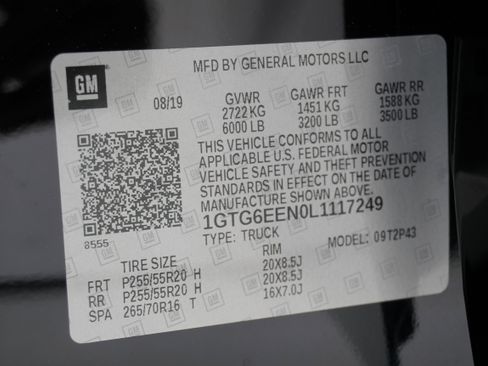 MFD BY GENERAL MOTORS LLC
GM
08/19 GVWR GAWR FRT GAWR RR
2722 KG 1451 KG 1588 KG
6000 LB 3200 LB 3500 LB
THIS VEHICLE CONFORMS TO ALL
APPLICABLE U.S. FEDERAL MOTOR
VEHICLE SAFETY AND THEFT PREVENTION
STANDARDS IN EFFECT ON THE DATE OF
MANUFACTURE SHOWN ABOVE.
1GTG6EEN0L1117249
8555
TYPE: TRUCK MODEL: 09T2P43
TIRE SIZE RIM
FRT P255/55R20 H 20X8.5J
RR P255/55R20 H 20X8.5J
SPA 265/70R16 T 16X7.0J